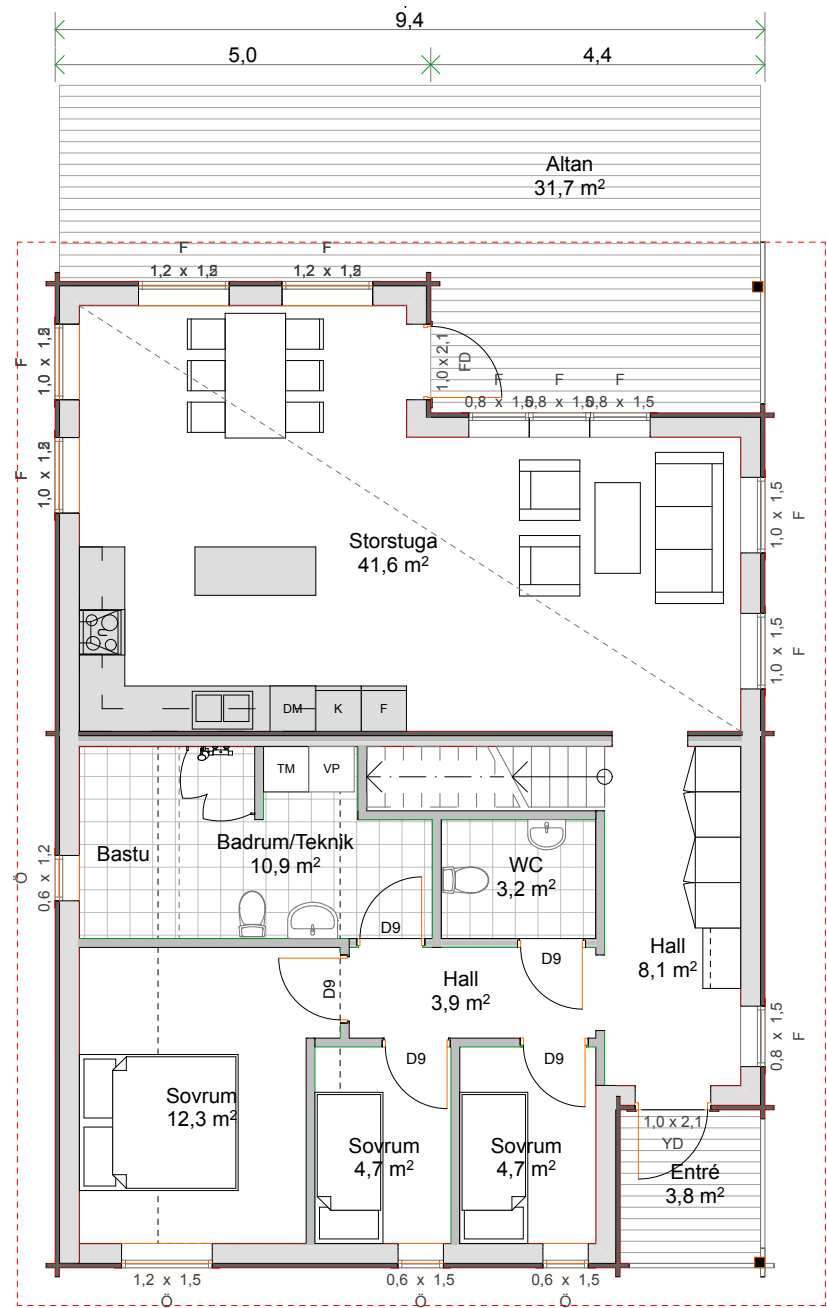 9,4
5,0
4,4
Altan
31,7 m²
F
F
1,2 x 1,5
1,2 x 1,5
F
1,0 x 1,2
1,0 x 2,1
FD
F
F
F
0,8 x 1,5
0,8 x 1,5
0,8 x 1,5
F
1,0 x 1,2
1,0 x 1,5
F
Storstuga
41,6 m²
1,0 x 1,5
F
DM
K
F
TM
VP
Bastu
Badrum/Teknik
10,9 m²
WC
3,2 m²
Ö
0,6 x 1,2
D9
D9
Hall
8,1 m²
Hall
3,9 m²
D9
0,8 x 1,5
F
D9
D9
Sovrum
12,3 m²
Sovrum
4,7 m²
Sovrum
4,7 m²
1,0 x 2,1
YD
Entré
3,8 m²
1,2 x 1,5
Ö
0,6 x 1,5
Ö
0,6 x 1,5
Ö